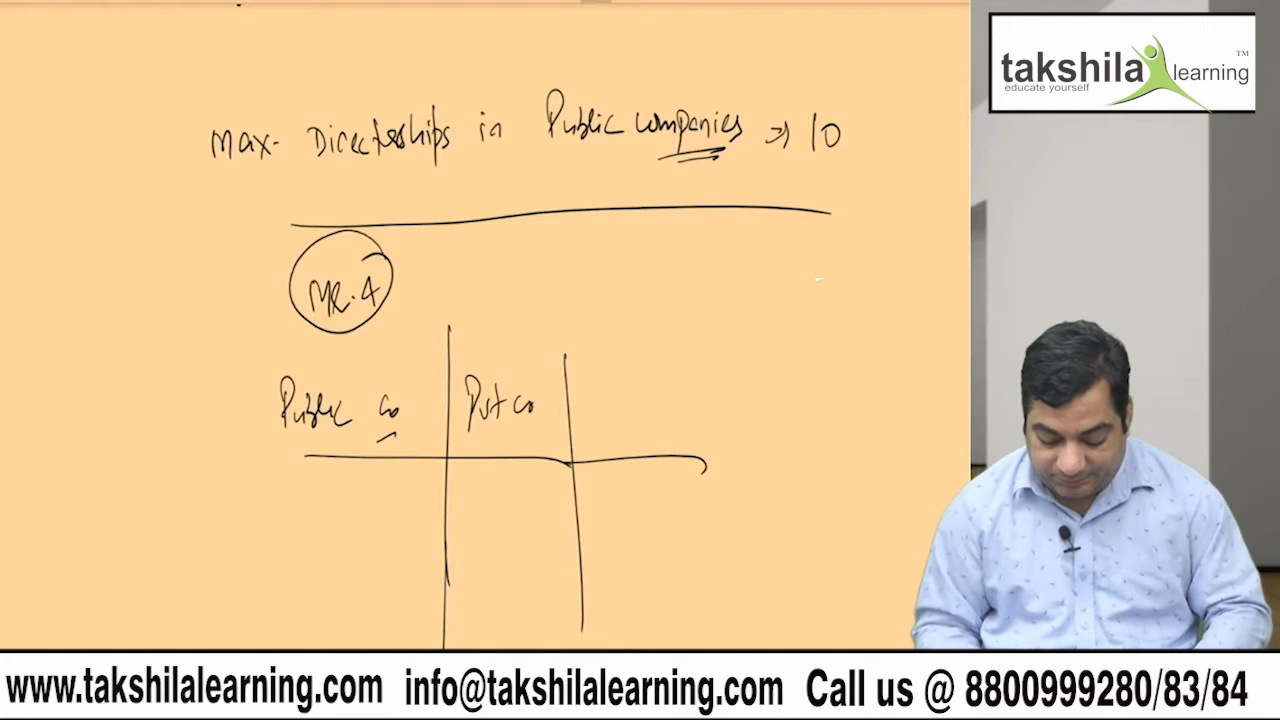 Max. Directorships in Public Companies => 10
MR. A
Public Co
Pvt Co
takshila learning ™
educate yourself
www.takshilalearning.com info@takshilalearning.com Call us @ 8800999280/83/84